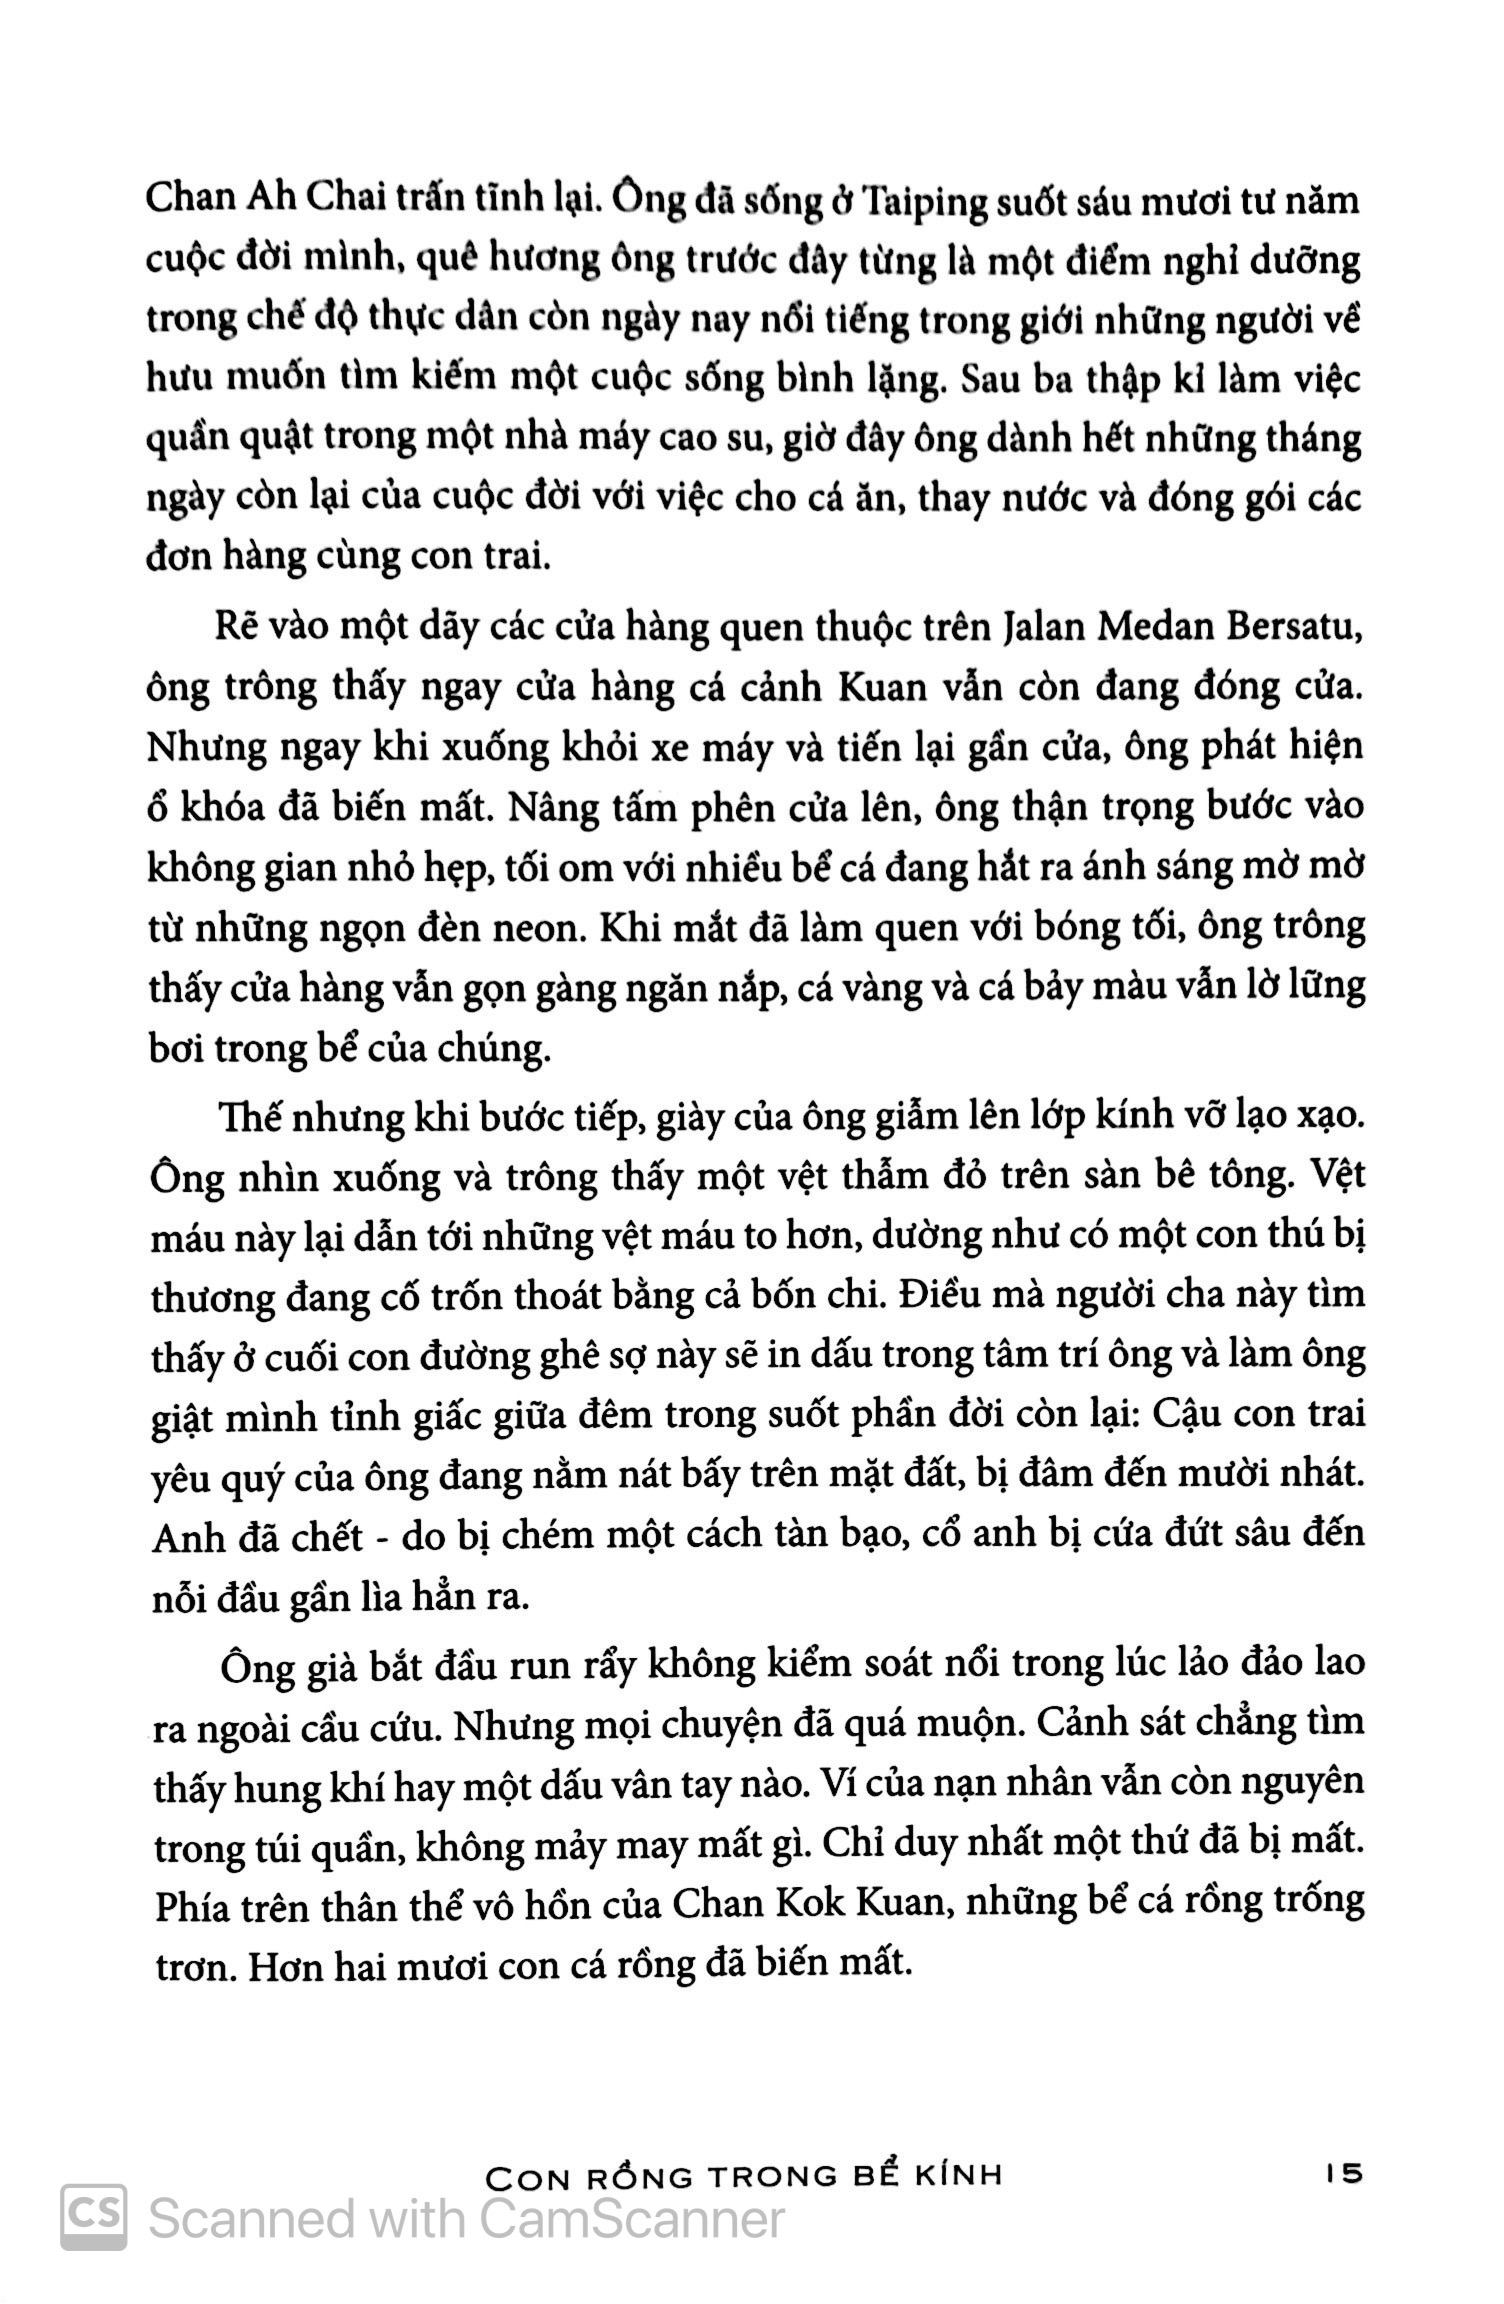 Chan Ah Chai trấn tĩnh lại. Ông đã sống ở Taiping suốt sáu mươi tư năm
cuộc đời mình, quê hương ông trước đây từng là một điểm nghỉ dưỡng
trong chế độ thực dân còn ngày nay nổi tiếng trong giới những người về
hưu muốn tìm kiếm một cuộc sống bình lặng. Sau ba thập kỉ làm việc
quần quật trong một nhà máy cao su, giờ đây ông dành hết những tháng
ngày còn lại của cuộc đời với việc cho cá ăn, thay nước và đóng gói các
đơn hàng cùng con trai.
Rẽ vào một dãy các cửa hàng quen thuộc trên Jalan Medan Bersatu,
ông trông thấy ngay cửa hàng cá cảnh Kuan vẫn còn đang đóng cửa.
Nhưng ngay khi xuống khỏi xe máy và tiến lại gần cửa, ông phát hiện
ổ khóa đã biến mất. Nâng tấm phên cửa lên, ông thận trọng bước vào
không gian nhỏ hẹp, tối om với nhiều bể cá đang hắt ra ánh sáng mờ mờ
từ những ngọn đèn neon. Khi mắt đã làm quen với bóng tối, ông trông
thấy cửa hàng vẫn gọn gàng ngăn nắp, cá vàng và cá bảy màu vẫn lờ lững
bơi trong bể của chúng.
Thế nhưng khi bước tiếp, giày của ông giẫm lên lớp kính vỡ lạo xạo.
Ông nhìn xuống và trông thấy một vệt thẫm đỏ trên sàn bê tông. Vệt
máu này lại dẫn tới những vệt máu to hơn, dường như có một con thú bị
thương đang cố trốn thoát bằng cả bốn chi. Điều mà người cha này tìm
thấy ở cuối con đường ghê sợ này sẽ in dấu trong tâm trí ông và làm ông
giật mình tỉnh giấc giữa đêm trong suốt phần đời còn lại: Cậu con trai
yêu quý của ông đang nằm nát bấy trên mặt đất, bị đâm đến mười nhát.
Anh đã chết - do bị chém một cách tàn bạo, cổ anh bị cứa đứt sâu đến
nỗi đầu gần lìa hẳn ra.
Ông già bắt đầu run rẩy không kiểm soát nổi trong lúc lảo đảo lao
ra ngoài cầu cứu. Nhưng mọi chuyện đã quá muộn. Cảnh sát chẳng tìm
thấy hung khí hay một dấu vân tay nào. Ví của nạn nhân vẫn còn nguyên
trong túi quần, không mảy may mất gì. Chỉ duy nhất một thứ đã bị mất.
Phía trên thân thể vô hồn của Chan Kok Kuan, những bể cá rồng trống
trơn. Hơn hai mươi con cá rồng đã biến mất.
CON RỒNG TRONG BỂ KÍNH 15
CS Scanned with CamScanner